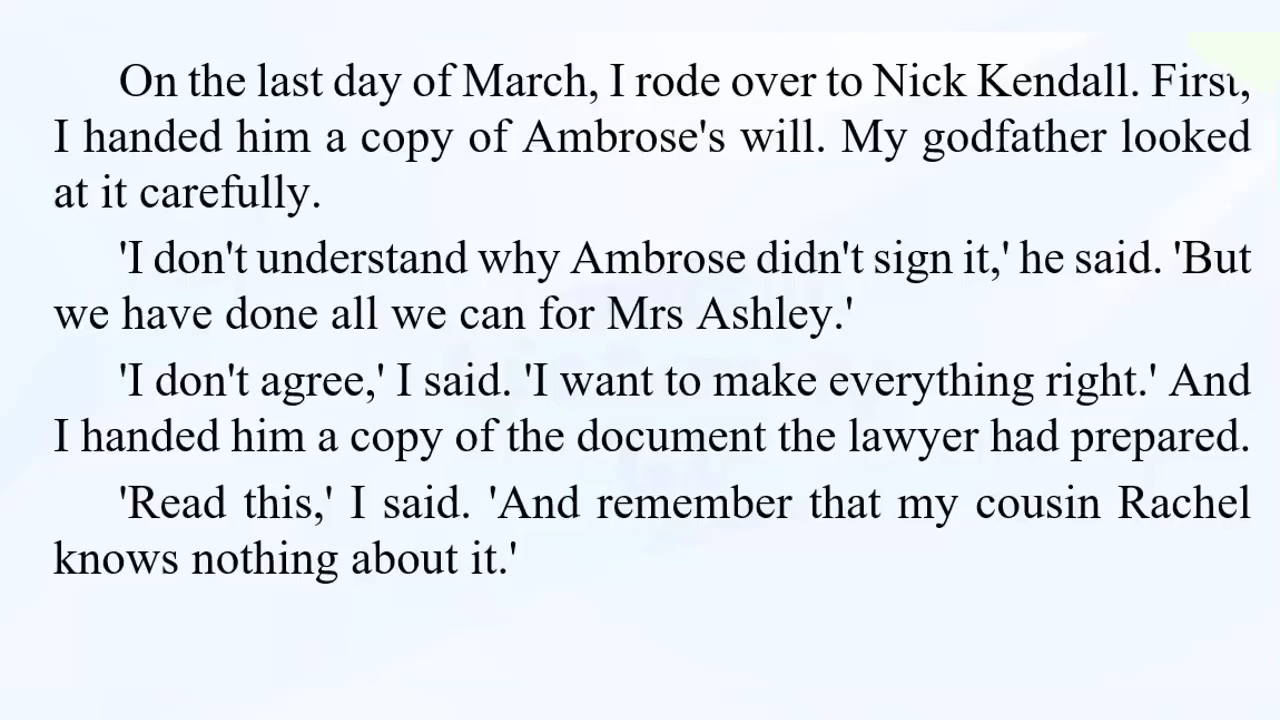 On the last day of March, I rode over to Nick Kendall. First,
I handed him a copy of Ambrose's will. My godfather looked
at it carefully.
'I don't understand why Ambrose didn't sign it,' he said. 'But
we have done all we can for Mrs Ashley.'
'I don't agree,' I said. 'I want to make everything right.' And
I handed him a copy of the document the lawyer had prepared.
'Read this,' I said. 'And remember that my cousin Rachel
knows nothing about it.'